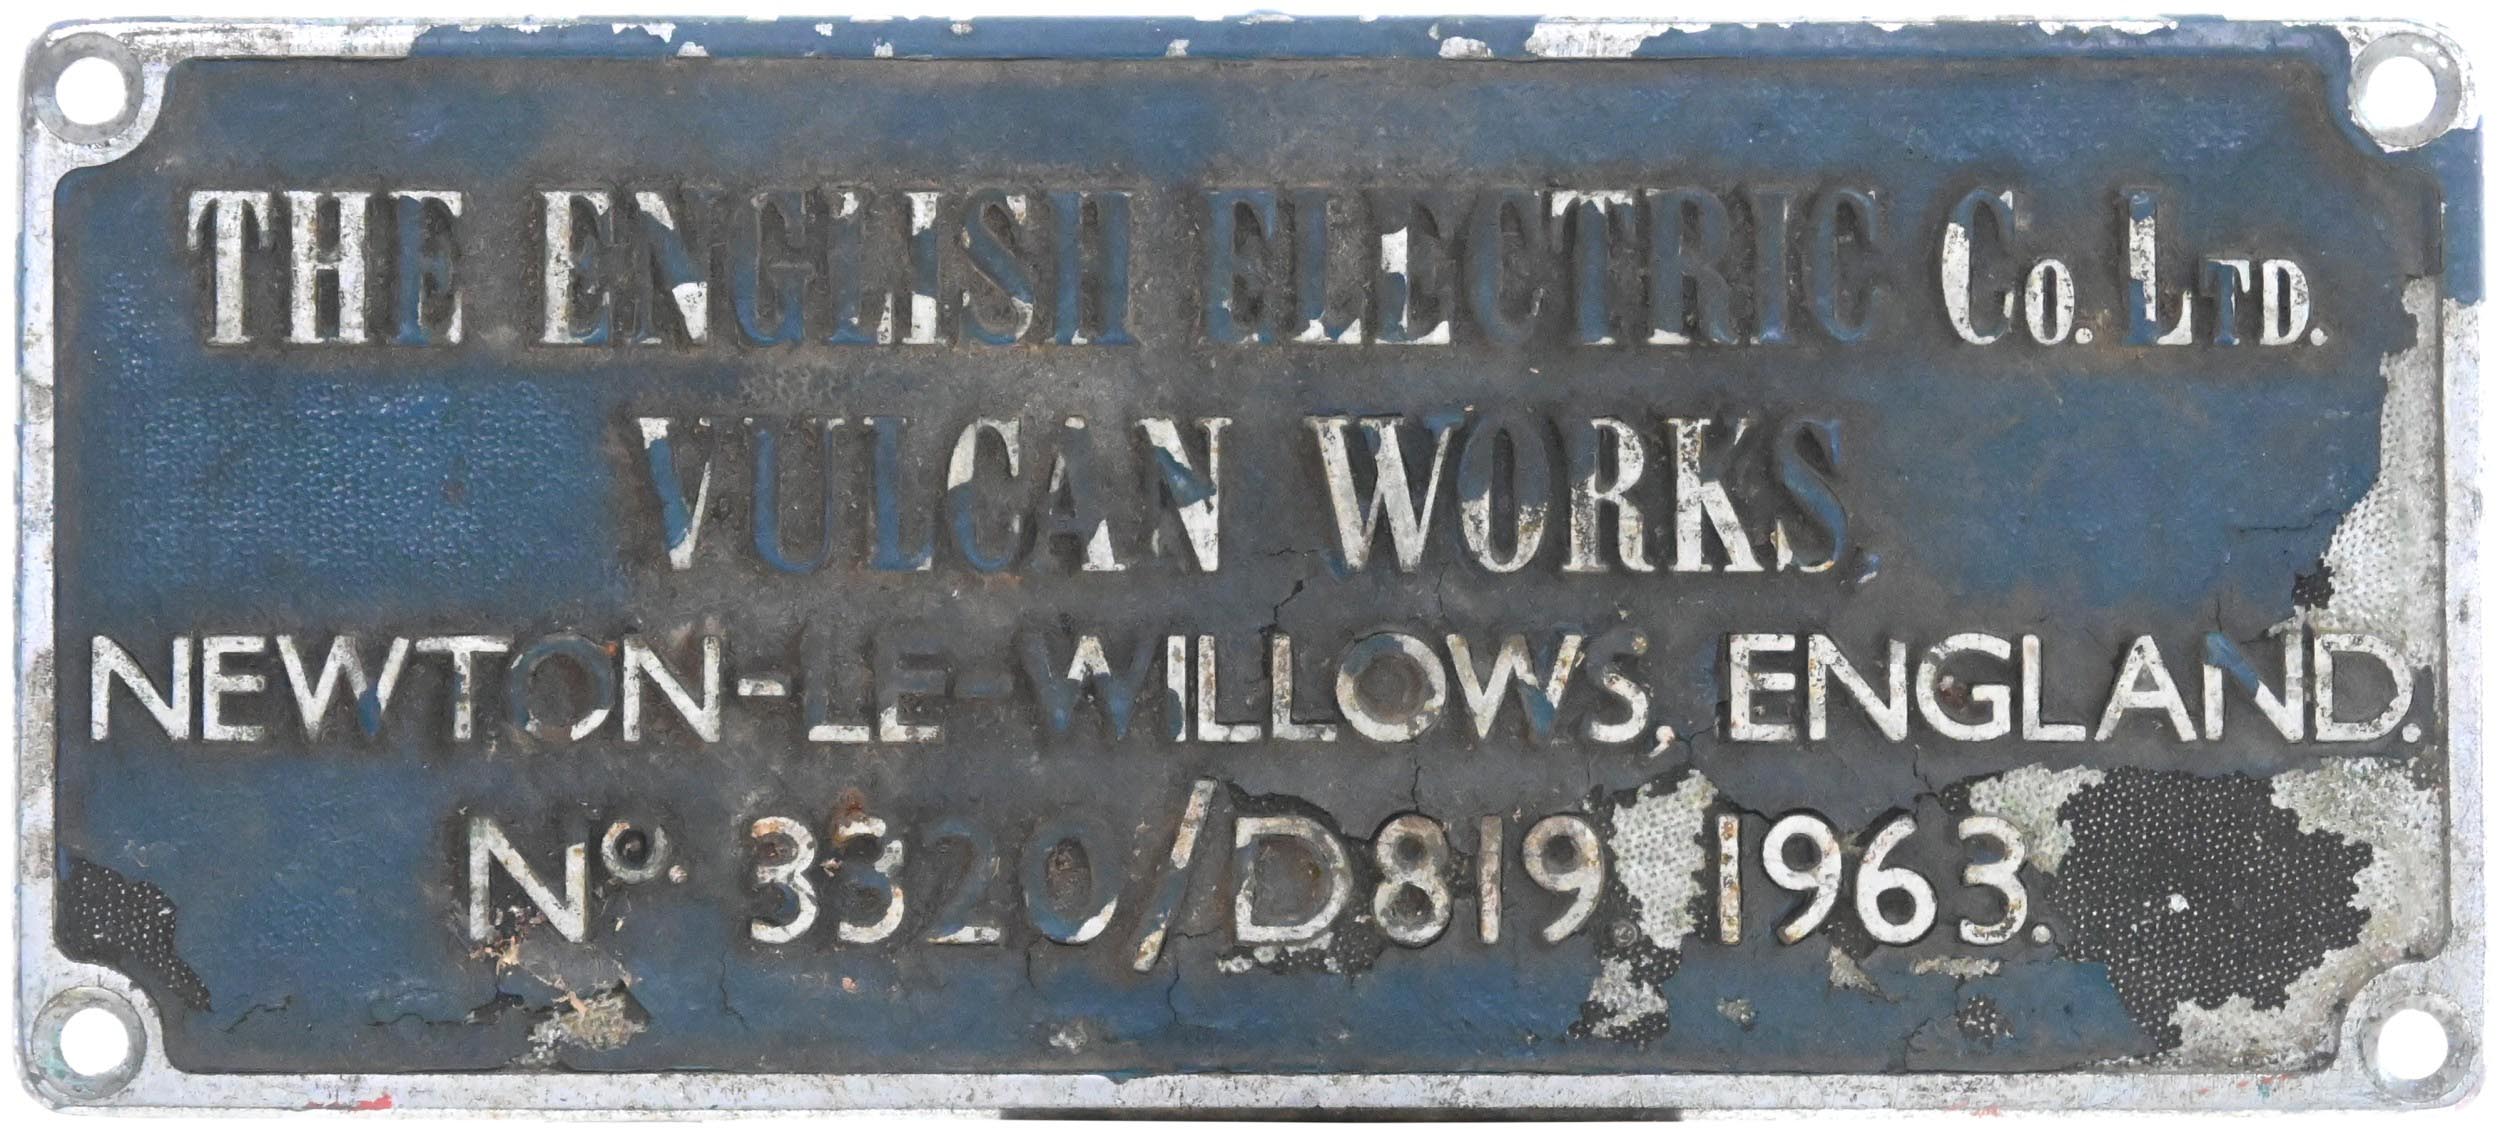 THE ENGLISH ELECTRIC CO. LTD.
VULCAN WORKS,
NEWTON-LE-WILLOWS, ENGLAND.
No. 3320/D819 1963.